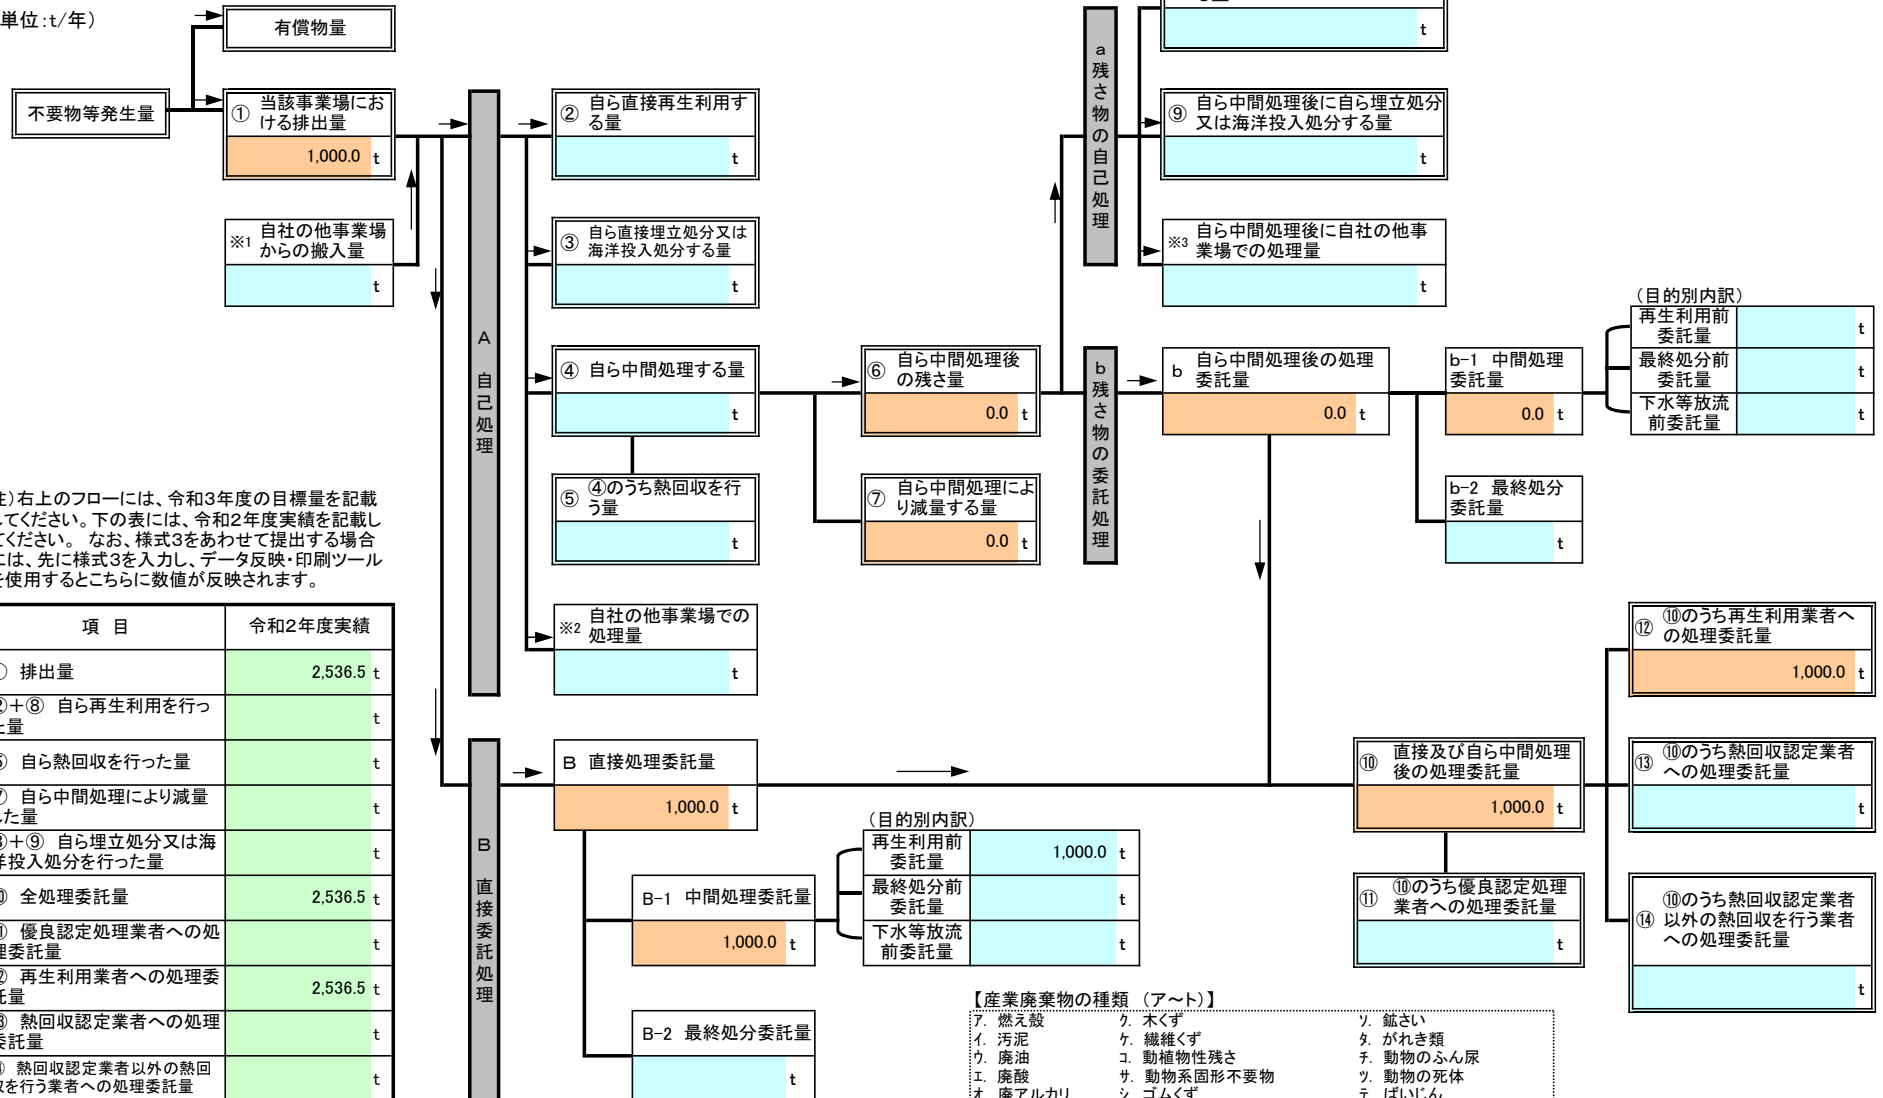 単位:t/年）
有償物量
不要物等発生量
① 当該事業場にお
ける排出量
1,000.0 t
※1 自社の他事業場
からの搬入量
t
A 自己処理
② 自ら直接再生利用す
る量
t
③ 自ら直接埋立処分又は
海洋投入処分する量
t
④ 自ら中間処理する量
t
⑤ ④のうち熱回収を行
う量
t
※2 自社の他事業場での
処理量
t
⑥ 自ら中間処理後
の残さ量
0.0 t
⑦ 自ら中間処理によ
り減量する量
0.0 t
a 残さ物の自己処理
t
⑨ 自ら中間処理後に自ら埋立処分
又は海洋投入処分する量
t
※3 自ら中間処理後に自社の他事
業場での処理量
t
b 残さ物の委託処理
b 自ら中間処理後の処理
委託量
0.0 t
b-1 中間処理
委託量
0.0 t
（目的別内訳）
再生利用前
委託量
t
最終処分前
委託量
t
下水等放流
前委託量
t
b-2 最終処分
委託量
t
）右上のフローには、令和3年度の目標量を記載
してください。下の表には、令和2年度実績を記載し
てください。 なお、様式3をあわせて提出する場合
には、先に様式3を入力し、データ反映・印刷ツール
を使用するとこちらに数値が反映されます。
項 目 令和2年度実績
排出量 2,536.5 t
＋⑧ 自ら再生利用を行っ
た量 t
自ら熱回収を行った量 t
自ら中間処理により減量
した量 t
＋⑨ 自ら埋立処分又は海
洋投入処分を行った量 t
全処理委託量 2,536.5 t
優良認定処理業者への処
理委託量 t
再生利用業者への処理委
託量 2,536.5 t
熱回収認定業者への処理
委託量 t
熱回収認定業者以外の熱回
収を行う業者への処理委託量 t
B 直接委託処理
B 直接処理委託量
1,000.0 t
B-1 中間処理委託量
1,000.0 t
（目的別内訳）
再生利用前
委託量
1,000.0 t
最終処分前
委託量
t
下水等放流
前委託量
t
B-2 最終処分委託量
t
⑩ 直接及び自ら中間処理
後の処理委託量
1,000.0 t
⑪ ⑩のうち優良認定処理
業者への処理委託量
t
⑫ ⑩のうち再生利用業者へ
の処理委託量
1,000.0 t
⑬ ⑩のうち熱回収認定業者
への処理委託量
t
⑭ ⑩のうち熱回収認定業者
以外の熱回収を行う業者
への処理委託量
t
【産業廃棄物の種類 （ア～ト）】
ア. 燃え殻 ク. 木くず ソ. 鉱さい
イ. 汚泥 ケ. 繊維くず タ. がれき類
ウ. 廃油 コ. 動植物性残さ チ. 動物のふん尿
エ. 廃酸 サ. 動物系固形不要物 ツ. 動物の死体
オ. 廃アルカリ シ. ゴムくず テ. ばいじん